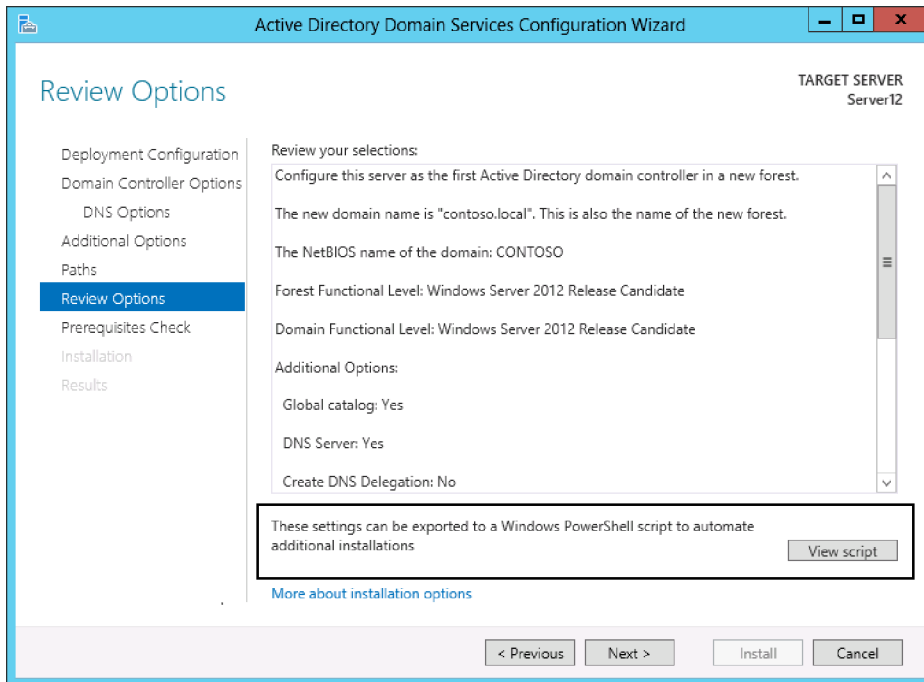 Active Directory Domain Services Configuration Wizard
Review Options
TARGET SERVER
Server12
Deployment Configuration
Domain Controller Options
DNS Options
Additional Options
Paths
Review Options
Prerequisites Check
Installation
Results
Review your selections:
Configure this server as the first Active Directory domain controller in a new forest.
The new domain name is "contoso.local". This is also the name of the new forest.
The NetBIOS name of the domain: CONTOSO
Forest Functional Level: Windows Server 2012 Release Candidate
Domain Functional Level: Windows Server 2012 Release Candidate
Additional Options:
Global catalog: Yes
DNS Server: Yes
Create DNS Delegation: No
These settings can be exported to a Windows PowerShell script to automate
additional installations
View script
More about installation options
< Previous
Next >
Install
Cancel